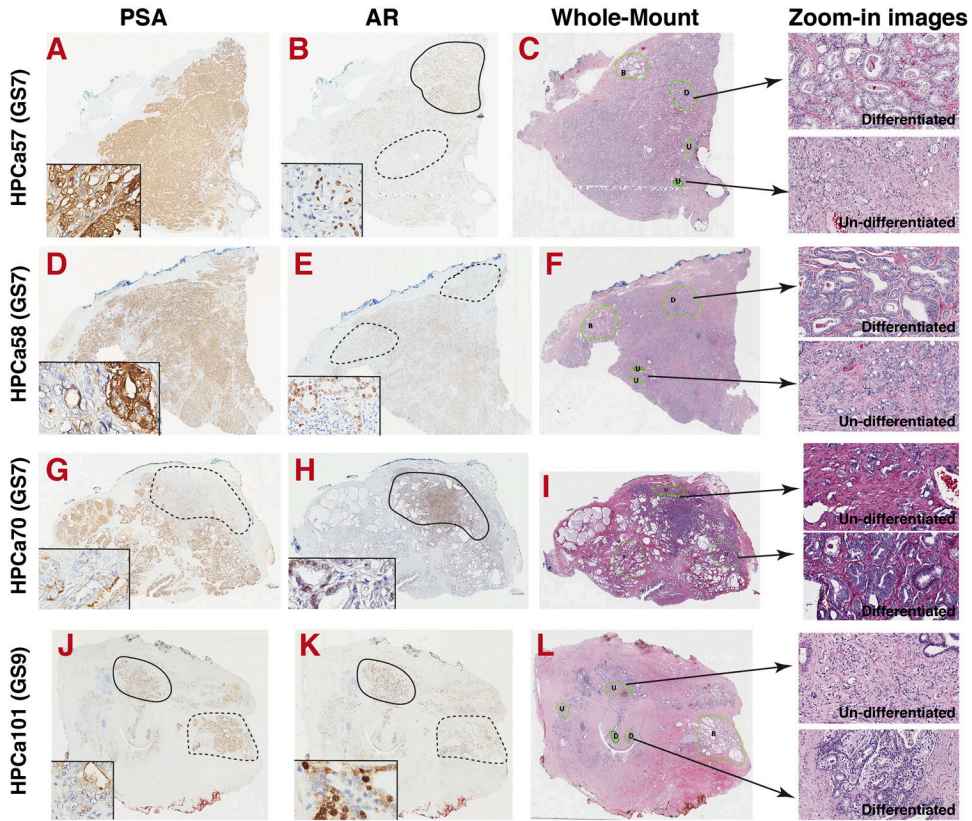 PSA AR Whole-Mount Zoom-in images
HPCa57 (GS7)
A B C
B
D
U
U
Differentiated
Un-differentiated
HPCa58 (GS7)
D E F
B
D
U
U
Differentiated
Un-differentiated
HPCa70 (GS7)
G H I
Un-differentiated
Differentiated
HPCa101 (GS9)
J K L
U
U
B
D D
Un-differentiated
Differentiated